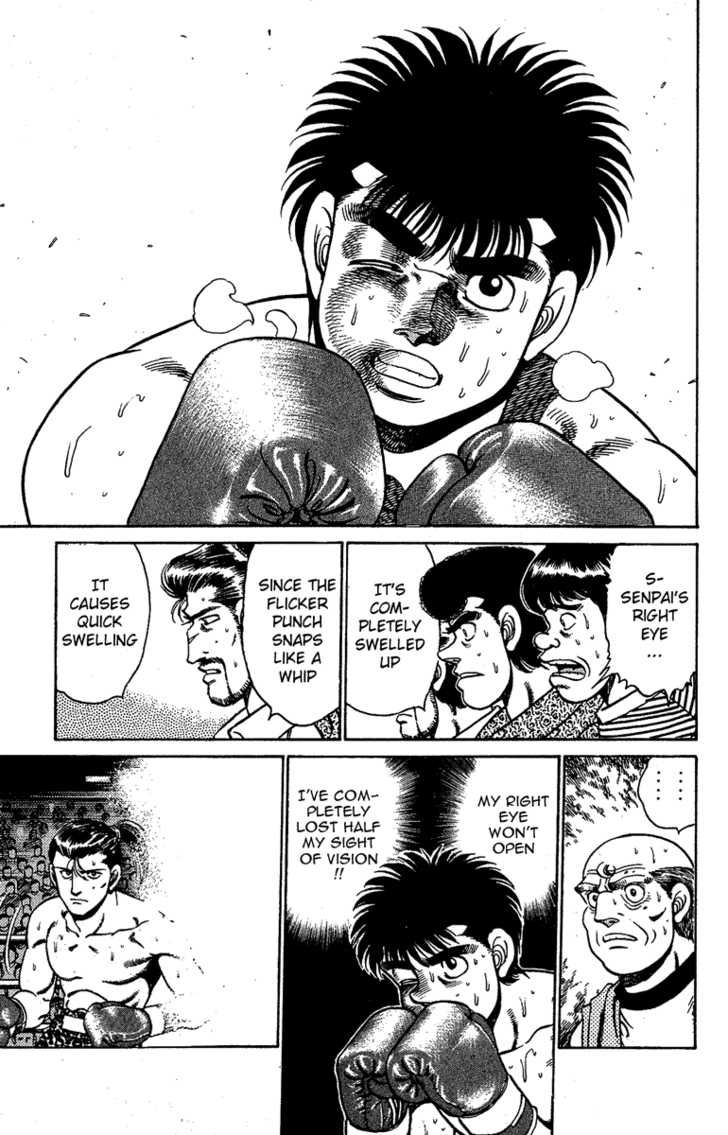 S-
SENPAI'S
RIGHT
EYE
...
IT'S
COM-
PLETELY
SWELLED
UP
SINCE THE
FLICKER
PUNCH
SNAPS
LIKE A
WHIP
IT
CAUSES
QUICK
SWELLING
... ...
MY RIGHT
EYE
WON'T
OPEN
I'VE COM-
PLETELY
LOST HALF
MY SIGHT
OF VISION
!!